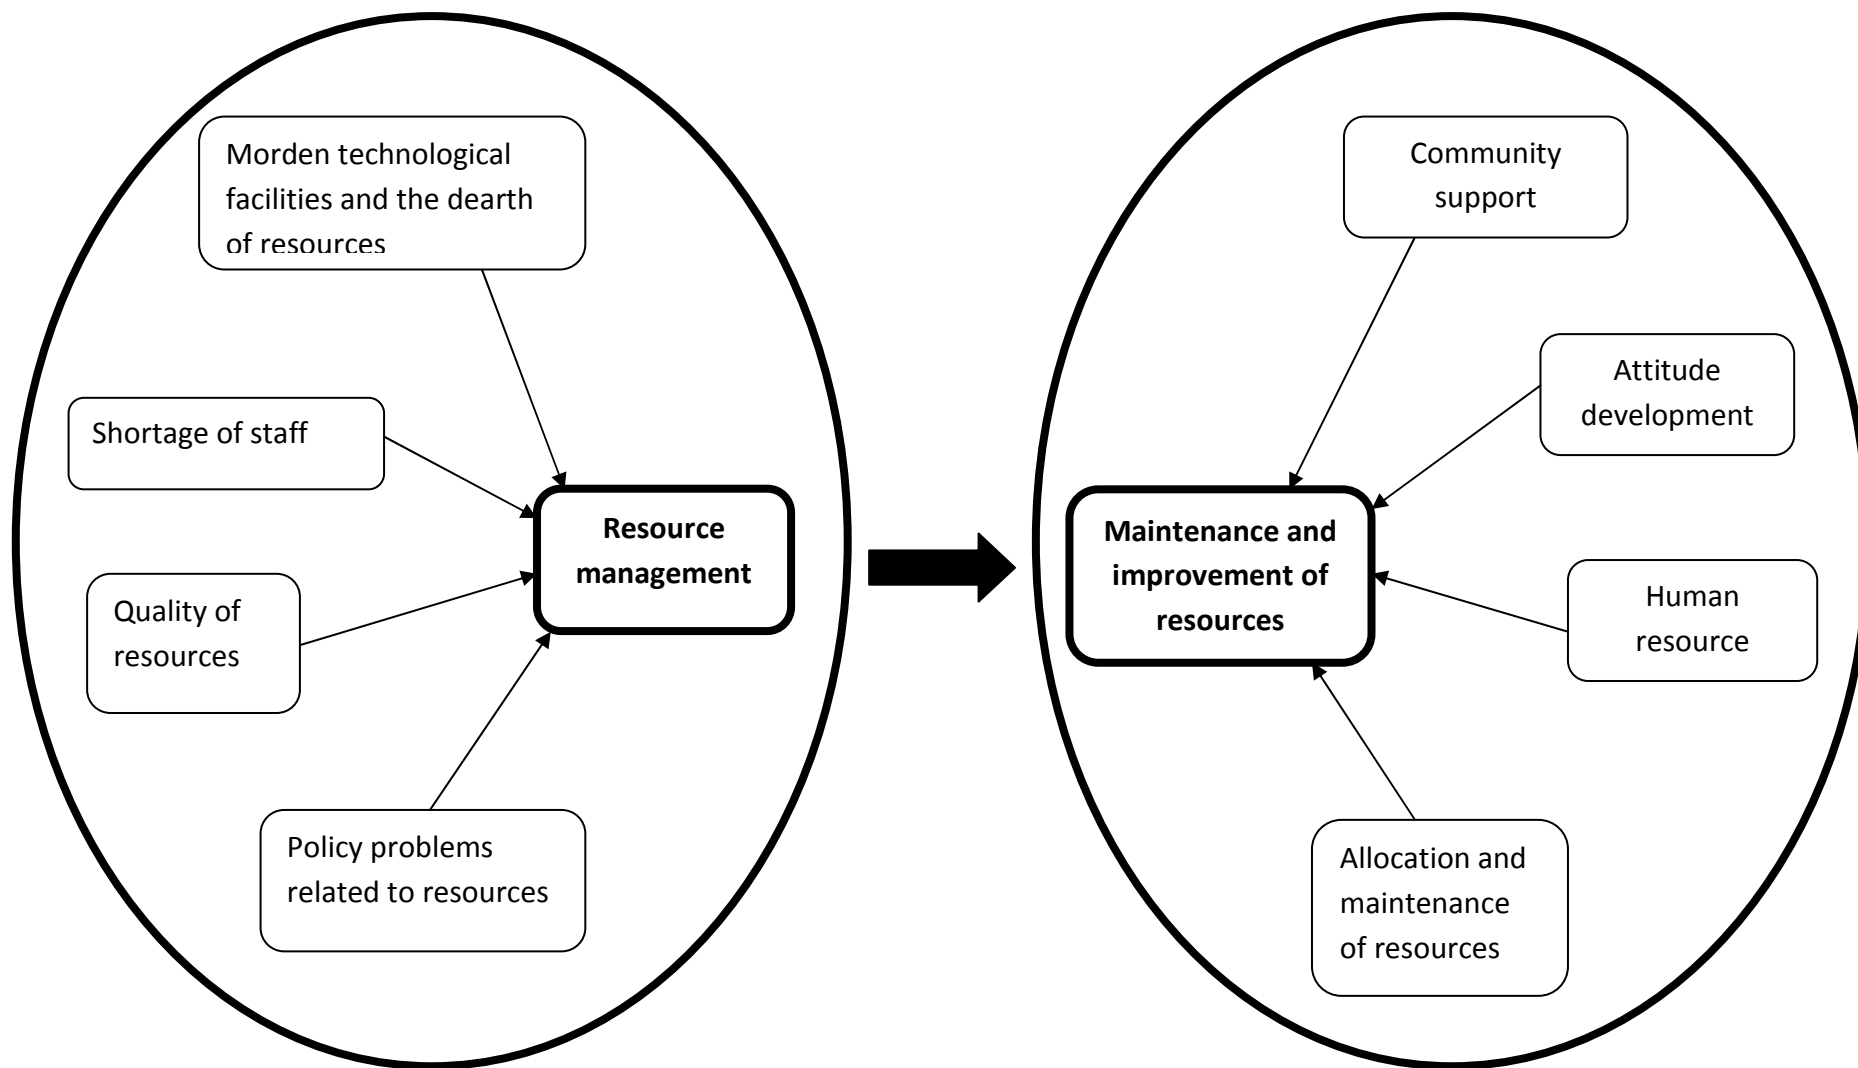 Morden technological
facilities and the dearth
of resources
Shortage of staff
Quality of
resources
Policy problems
related to resources
Resource
management
Community
support
Attitude
development
Maintenance and
improvement of
resources
Human
resource
Allocation and
maintenance
of resources